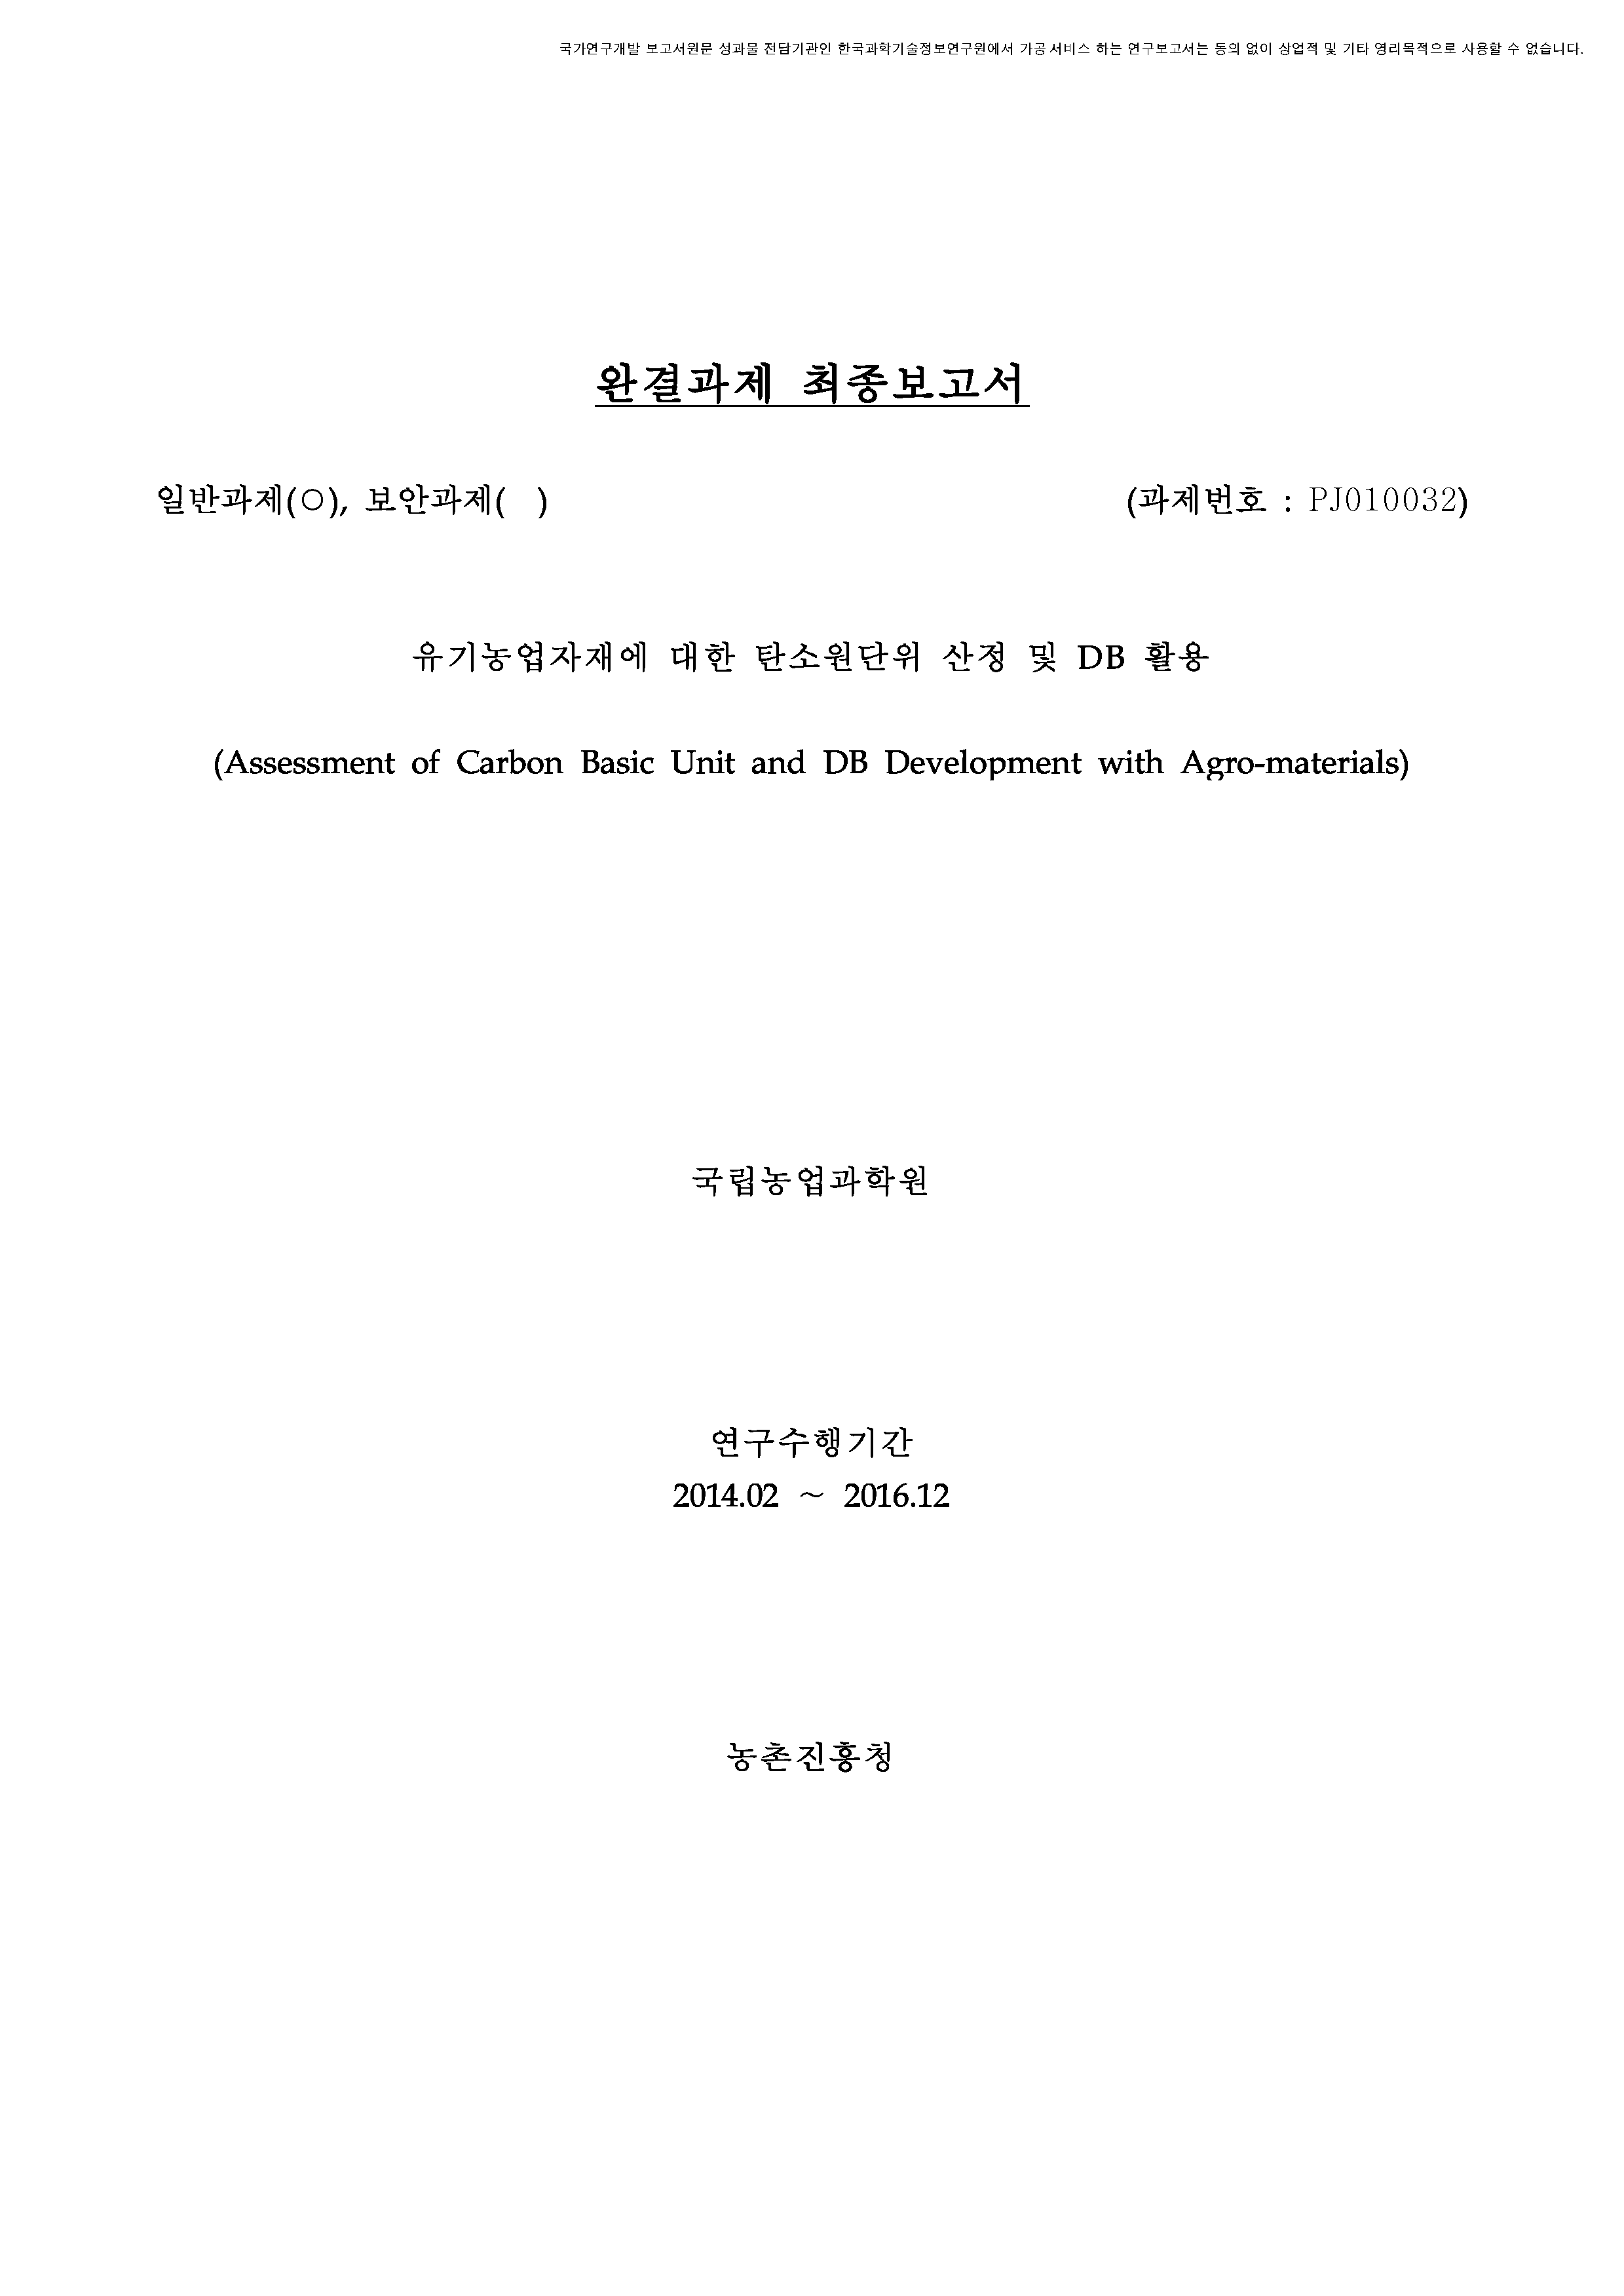 국가연구개발 보고서원문 성과물 전담기관인 한국과학기술정보연구원에서 가공·서비스 하는 연구보고서는 동의 없이 상업적 및 기타 영리목적으로 사용할 수 없습니다.
완결과제 최종보고서
일반과제(○), 보안과제( ) (과제번호 : PJ010032)
유기농업자재에 대한 탄소원단위 산정 및 DB 활용
(Assessment of Carbon Basic Unit and DB Development with Agro-materials)
국립농업과학원
연구수행기간
2014.02 ~ 2016.12
농촌진흥청